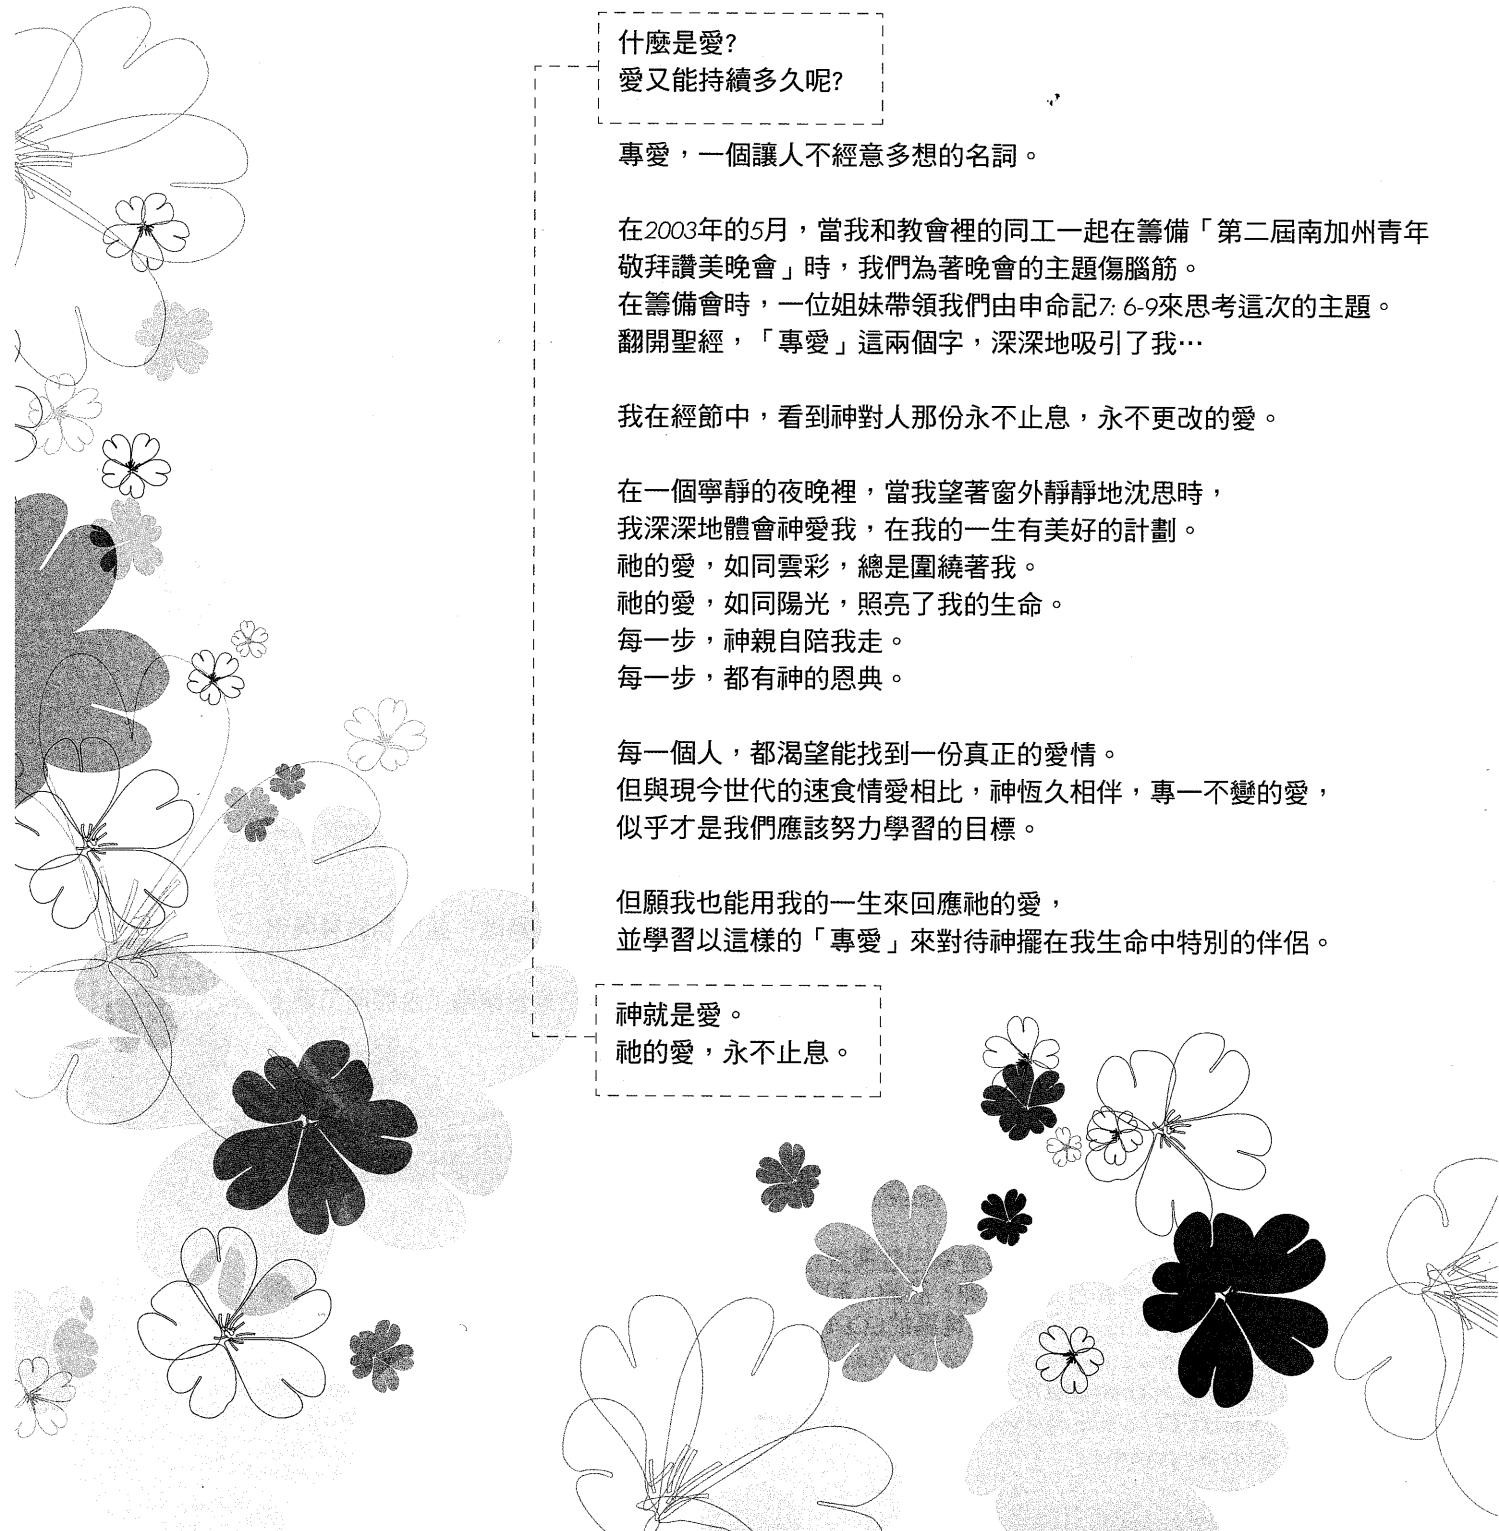 什麼是愛?
愛又能持續多久呢?
專愛，一個讓人不經意多想的名詞。
在2003年的5月，當我和教會裡的同工一起在籌備「第二屆南加州青年
敬拜讚美晚會」時，我們為著晚會的主題傷腦筋。
在籌備會時，一位姐妹帶領我們由申命記7: 6-9來思考這次的主題。
翻開聖經，「專愛」這兩個字，深深地吸引了我…
我在經節中，看到神對人那份永不止息，永不更改的愛。
在一個寧靜的夜晚裡，當我望著窗外靜靜地沈思時，
我深深地體會神愛我，在我的一生有美好的計劃。
祂的愛，如同雲彩，總是圍繞著我。
祂的愛，如同陽光，照亮了我的生命。
每一步，神親自陪我走。
每一步，都有神的恩典。
每一個人，都渴望能找到一份真正的愛情。
但與現今世代的速食情愛相比，神恆久相伴，專一不變的愛，
似乎才是我們應該努力學習的目標。
但願我也能用我的一生來回應祂的愛，
並學習以這樣的「專愛」來對待神擺在我生命中特別的伴侶。
神就是愛。
祂的愛，永不止息。